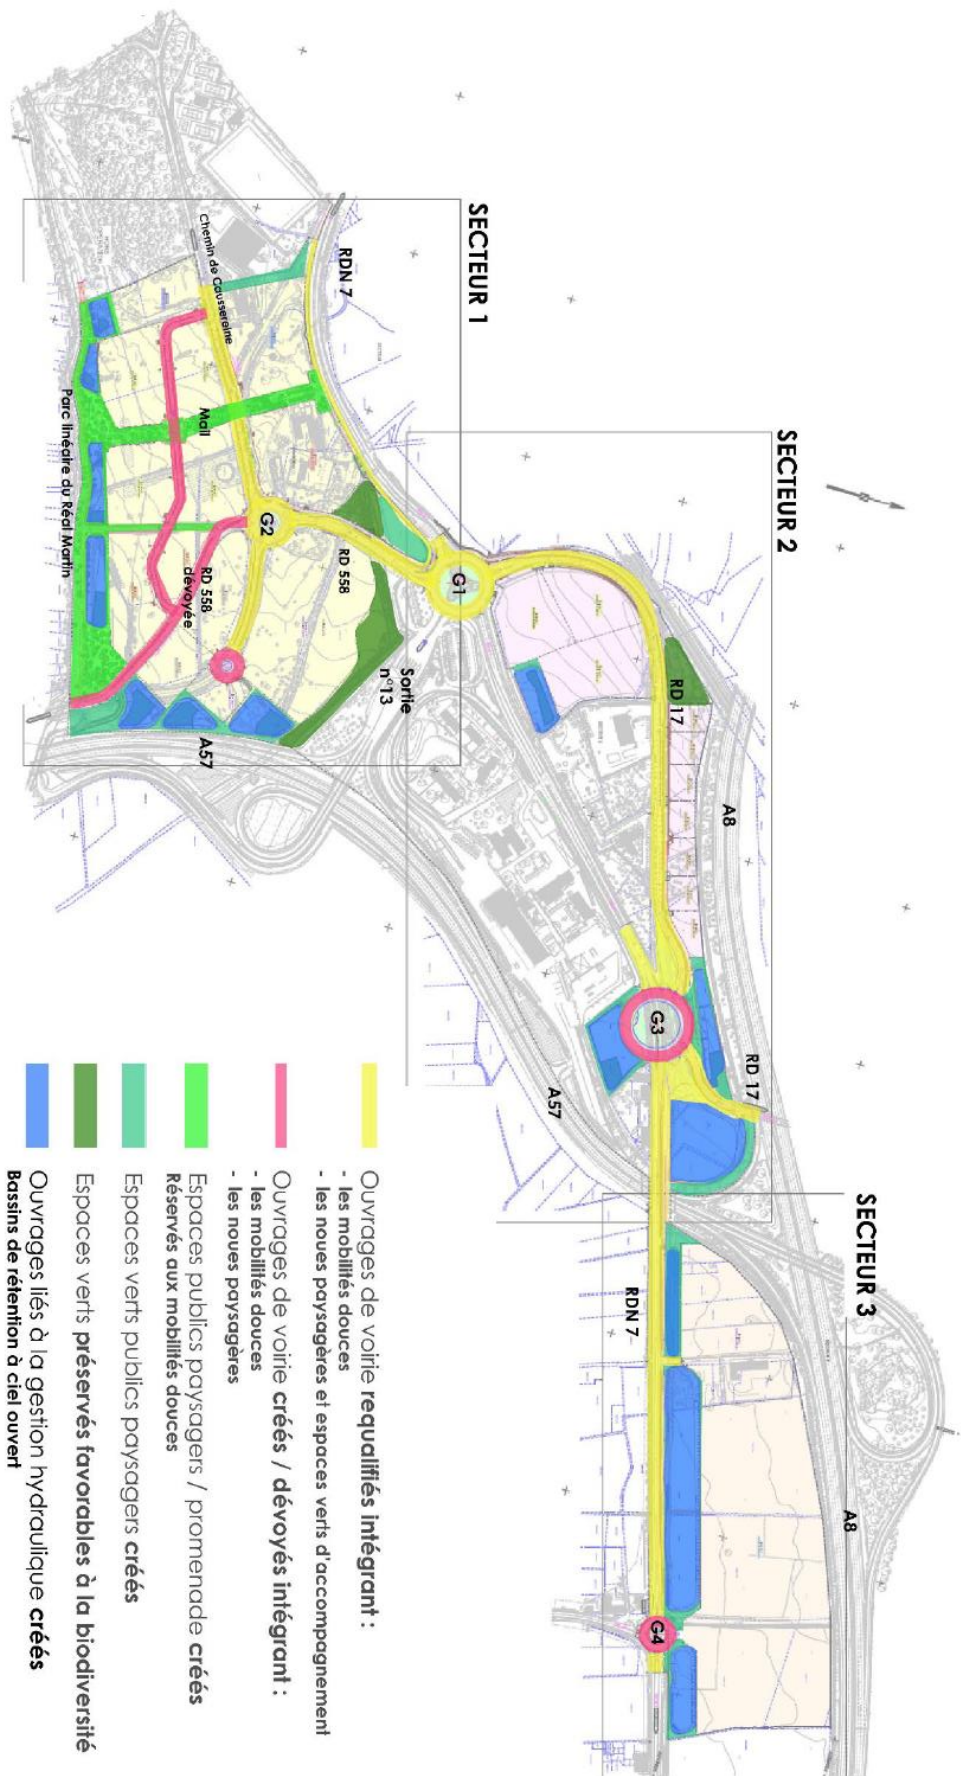 SECTEUR 1
SECTEUR 2
SECTEUR 3
RDN 7
Chemin de Caussereine
Mail
Parc linéaire du Réal Martin
G2
RD 558
RD 558
dévoyée
G1
Sortie
n°13
A57
RD 17
A8
G3
RD 17
A57
RDN 7
A8
G4
Ouvrages de voirie requalifiés intégrant :
- les mobilités douces
- les noues paysagères et espaces verts d'accompagnement
Ouvrages de voirie créés / dévoyés intégrant :
- les mobilités douces
- les noues paysagères
Espaces publics paysagers / promenade créés
Réservés aux mobilités douces
Espaces verts publics paysagers créés
Espaces verts préservés favorables à la biodiversité
Ouvrages liés à la gestion hydraulique créés
Bassins de rétention à ciel ouvert